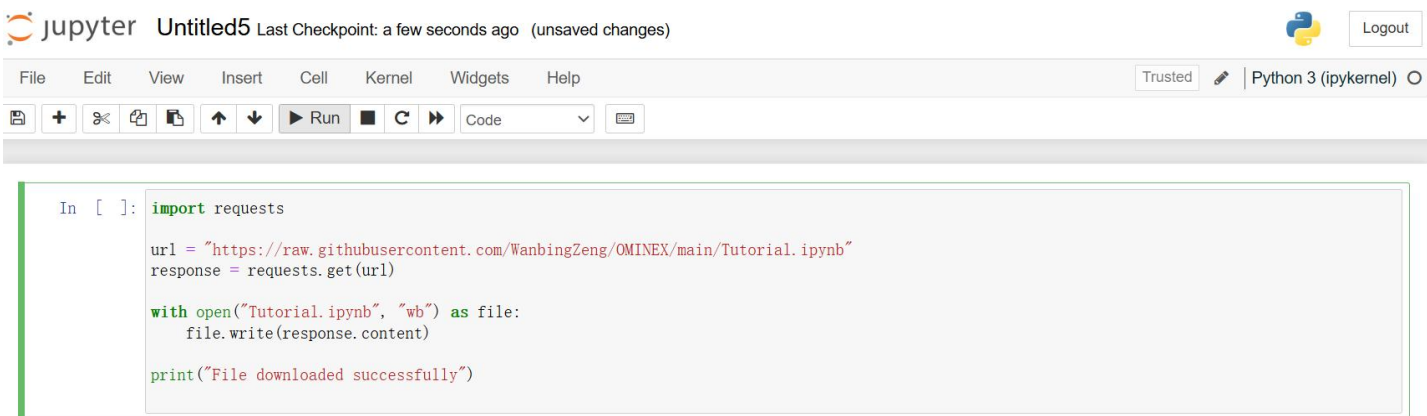 jupyter Untitled5 Last Checkpoint: a few seconds ago (unsaved changes) Logout
File Edit View Insert Cell Kernel Widgets Help Trusted Python 3 (ipykernel)
Run Code
In [ ]: import requests
url = "https://raw.githubusercontent.com/WanbingZeng/OMINEX/main/Tutorial.ipynb"
response = requests.get(url)
with open("Tutorial.ipynb", "wb") as file:
    file.write(response.content)
print("File downloaded successfully")